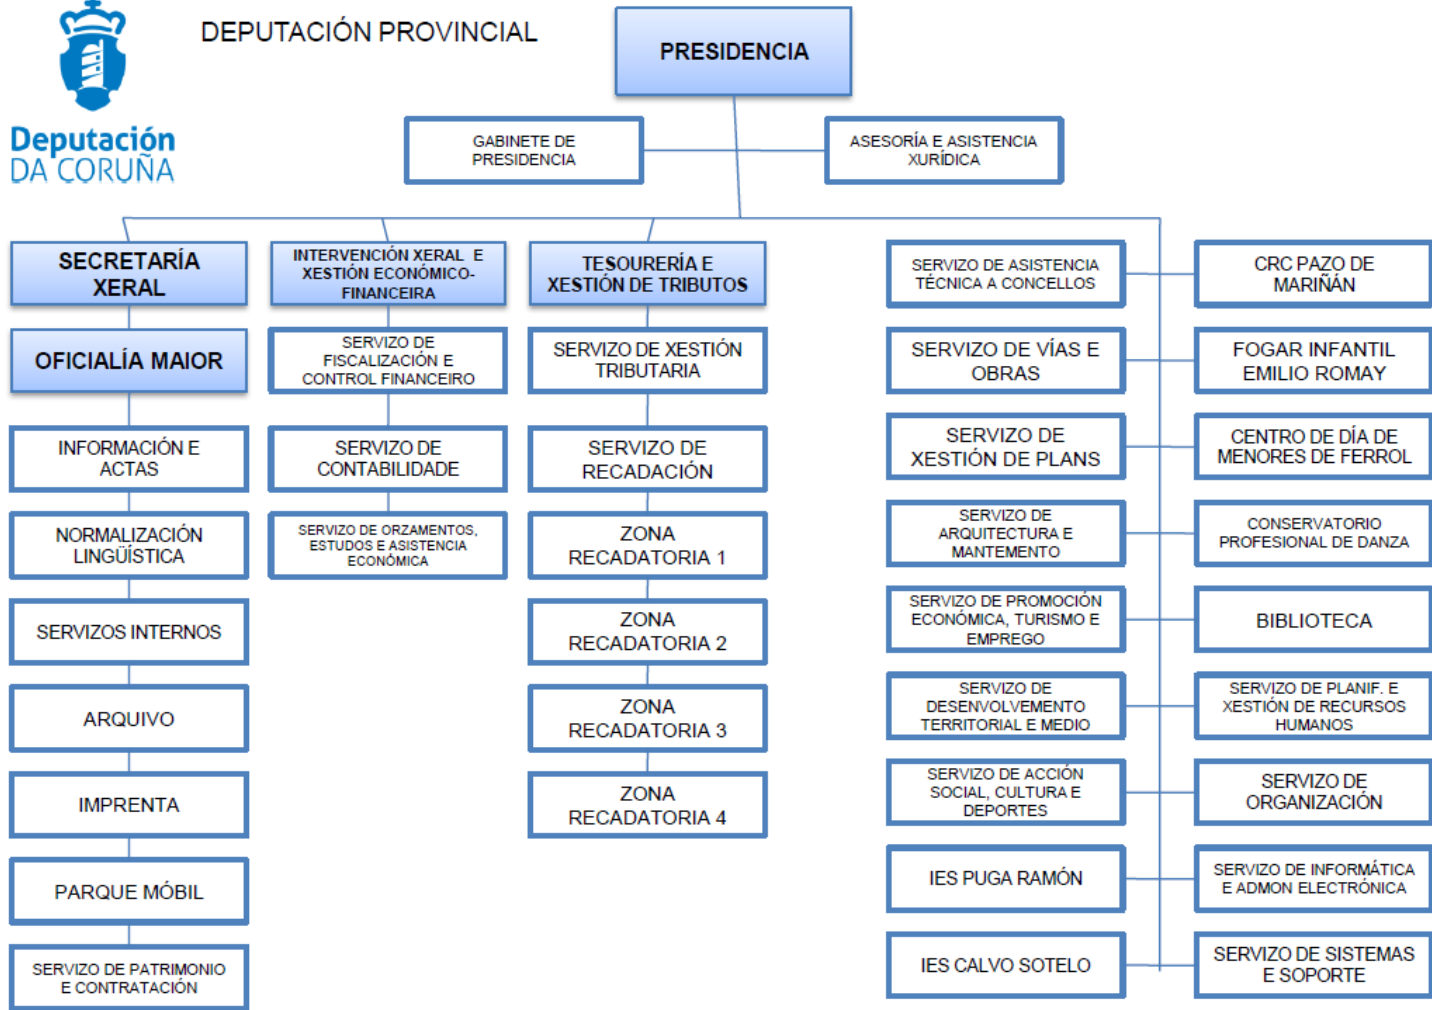 Deputación
DA CORUÑA
DEPUTACIÓN PROVINCIAL
PRESIDENCIA
GABINETE DE
PRESIDENCIA
ASESORÍA E ASISTENCIA
XURÍDICA
SECRETARÍA
XERAL
OFICIALÍA MAIOR
INFORMACIÓN E
ACTAS
NORMALIZACIÓN
LINGÜÍSTICA
SERVIZOS INTERNOS
ARQUIVO
IMPRENTA
PARQUE MÓBIL
SERVIZO DE PATRIMONIO
E CONTRATACIÓN
INTERVENCIÓN XERAL E
XESTIÓN ECONÓMICO-
FINANCEIRA
SERVIZO DE
FISCALIZACIÓN E
CONTROL FINANCEIRO
SERVIZO DE
CONTABILIDADE
SERVIZO DE ORZAMENTOS,
ESTUDOS E ASISTENCIA
ECONÓMICA
TESOURERÍA E
XESTIÓN DE TRIBUTOS
SERVIZO DE XESTIÓN
TRIBUTARIA
SERVIZO DE
RECADACIÓN
ZONA
RECADATORIA 1
ZONA
RECADATORIA 2
ZONA
RECADATORIA 3
ZONA
RECADATORIA 4
SERVIZO DE ASISTENCIA
TÉCNICA A CONCELLOS
SERVIZO DE VÍAS E
OBRAS
SERVIZO DE
XESTIÓN DE PLANS
SERVIZO DE
ARQUITECTURA E
MANTEMENTO
SERVIZO DE PROMOCIÓN
ECONÓMICA, TURISMO E
EMPREGO
SERVIZO DE
DESENVOLVEMENTO
TERRITORIAL E MEDIO
SERVIZO DE ACCIÓN
SOCIAL, CULTURA E
DEPORTES
IES PUGA RAMÓN
IES CALVO SOTELO
CRC PAZO DE
MARIÑÁN
FOGAR INFANTIL
EMILIO ROMAY
CENTRO DE DÍA DE
MENORES DE FERROL
CONSERVATORIO
PROFESIONAL DE DANZA
BIBLIOTECA
SERVIZO DE PLANIF. E
XESTIÓN DE RECURSOS
HUMANOS
SERVIZO DE
ORGANIZACIÓN
SERVIZO DE INFORMÁTICA
E ADMON ELECTRÓNICA
SERVIZO DE SISTEMAS
E SOPORTE